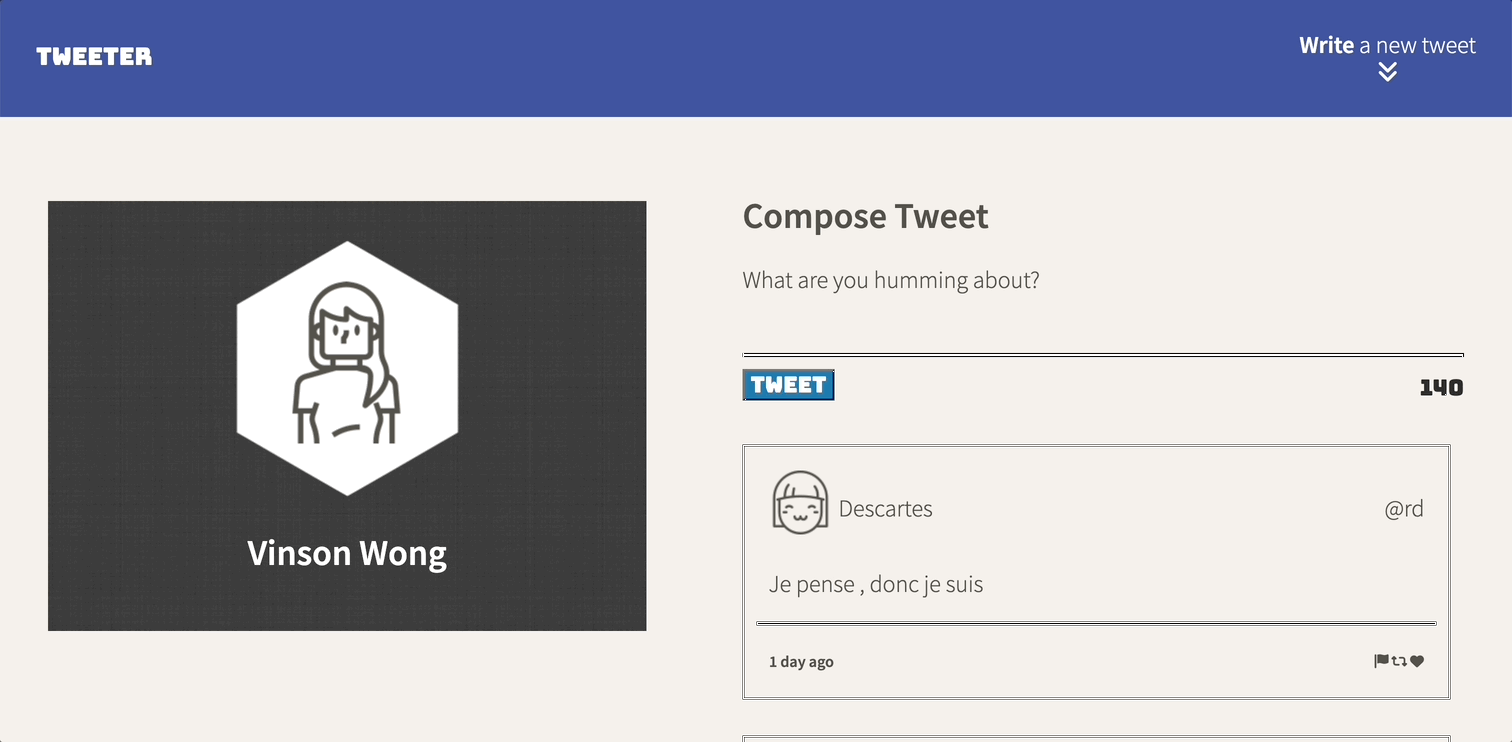 TWEETER
Write a new tweet
Vinson Wong
Compose Tweet
What are you humming about?
TWEET
140
Descartes
@rd
Je pense , donc je suis
1 day ago